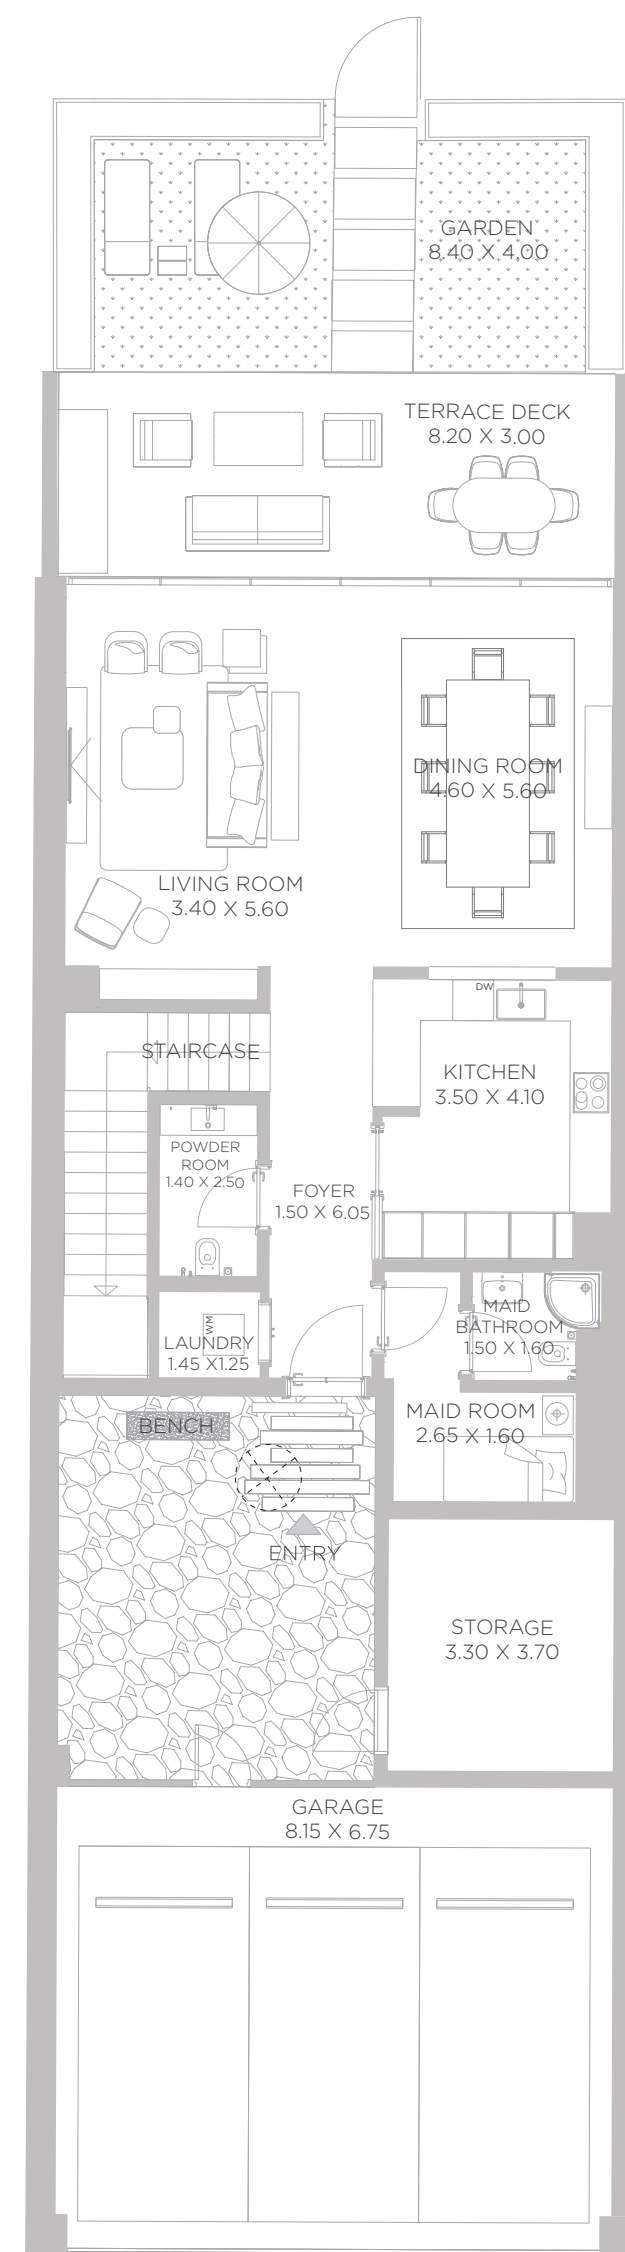 GARDEN
8.40 X 4.00
TERRACE DECK
8.20 X 3.00
DINING ROOM
4.60 X 5.60
LIVING ROOM
3.40 X 5.60
DW
STAIRCASE
KITCHEN
3.50 X 4.10
POWDER
ROOM
1.40 X 2.50
FOYER
1.50 X 6.05
MAID
BATHROOM
1.50 X 1.60
WM
LAUNDRY
1.45 X1.25
MAID ROOM
2.65 X 1.60
BENCH
ENTRY
STORAGE
3.30 X 3.70
GARAGE
8.15 X 6.75